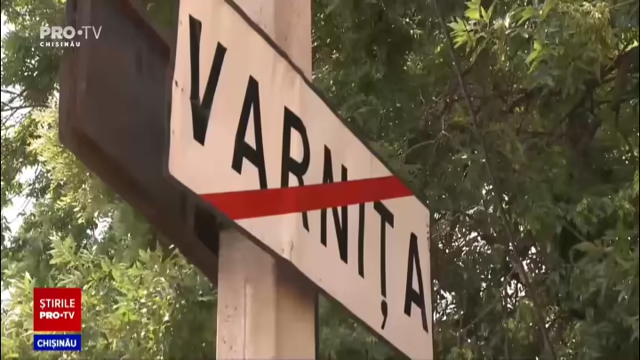 PRO•TV
CHIȘINĂU
VARNIȚA
ȘTIRILE
PRO•TV
CHIȘINĂU